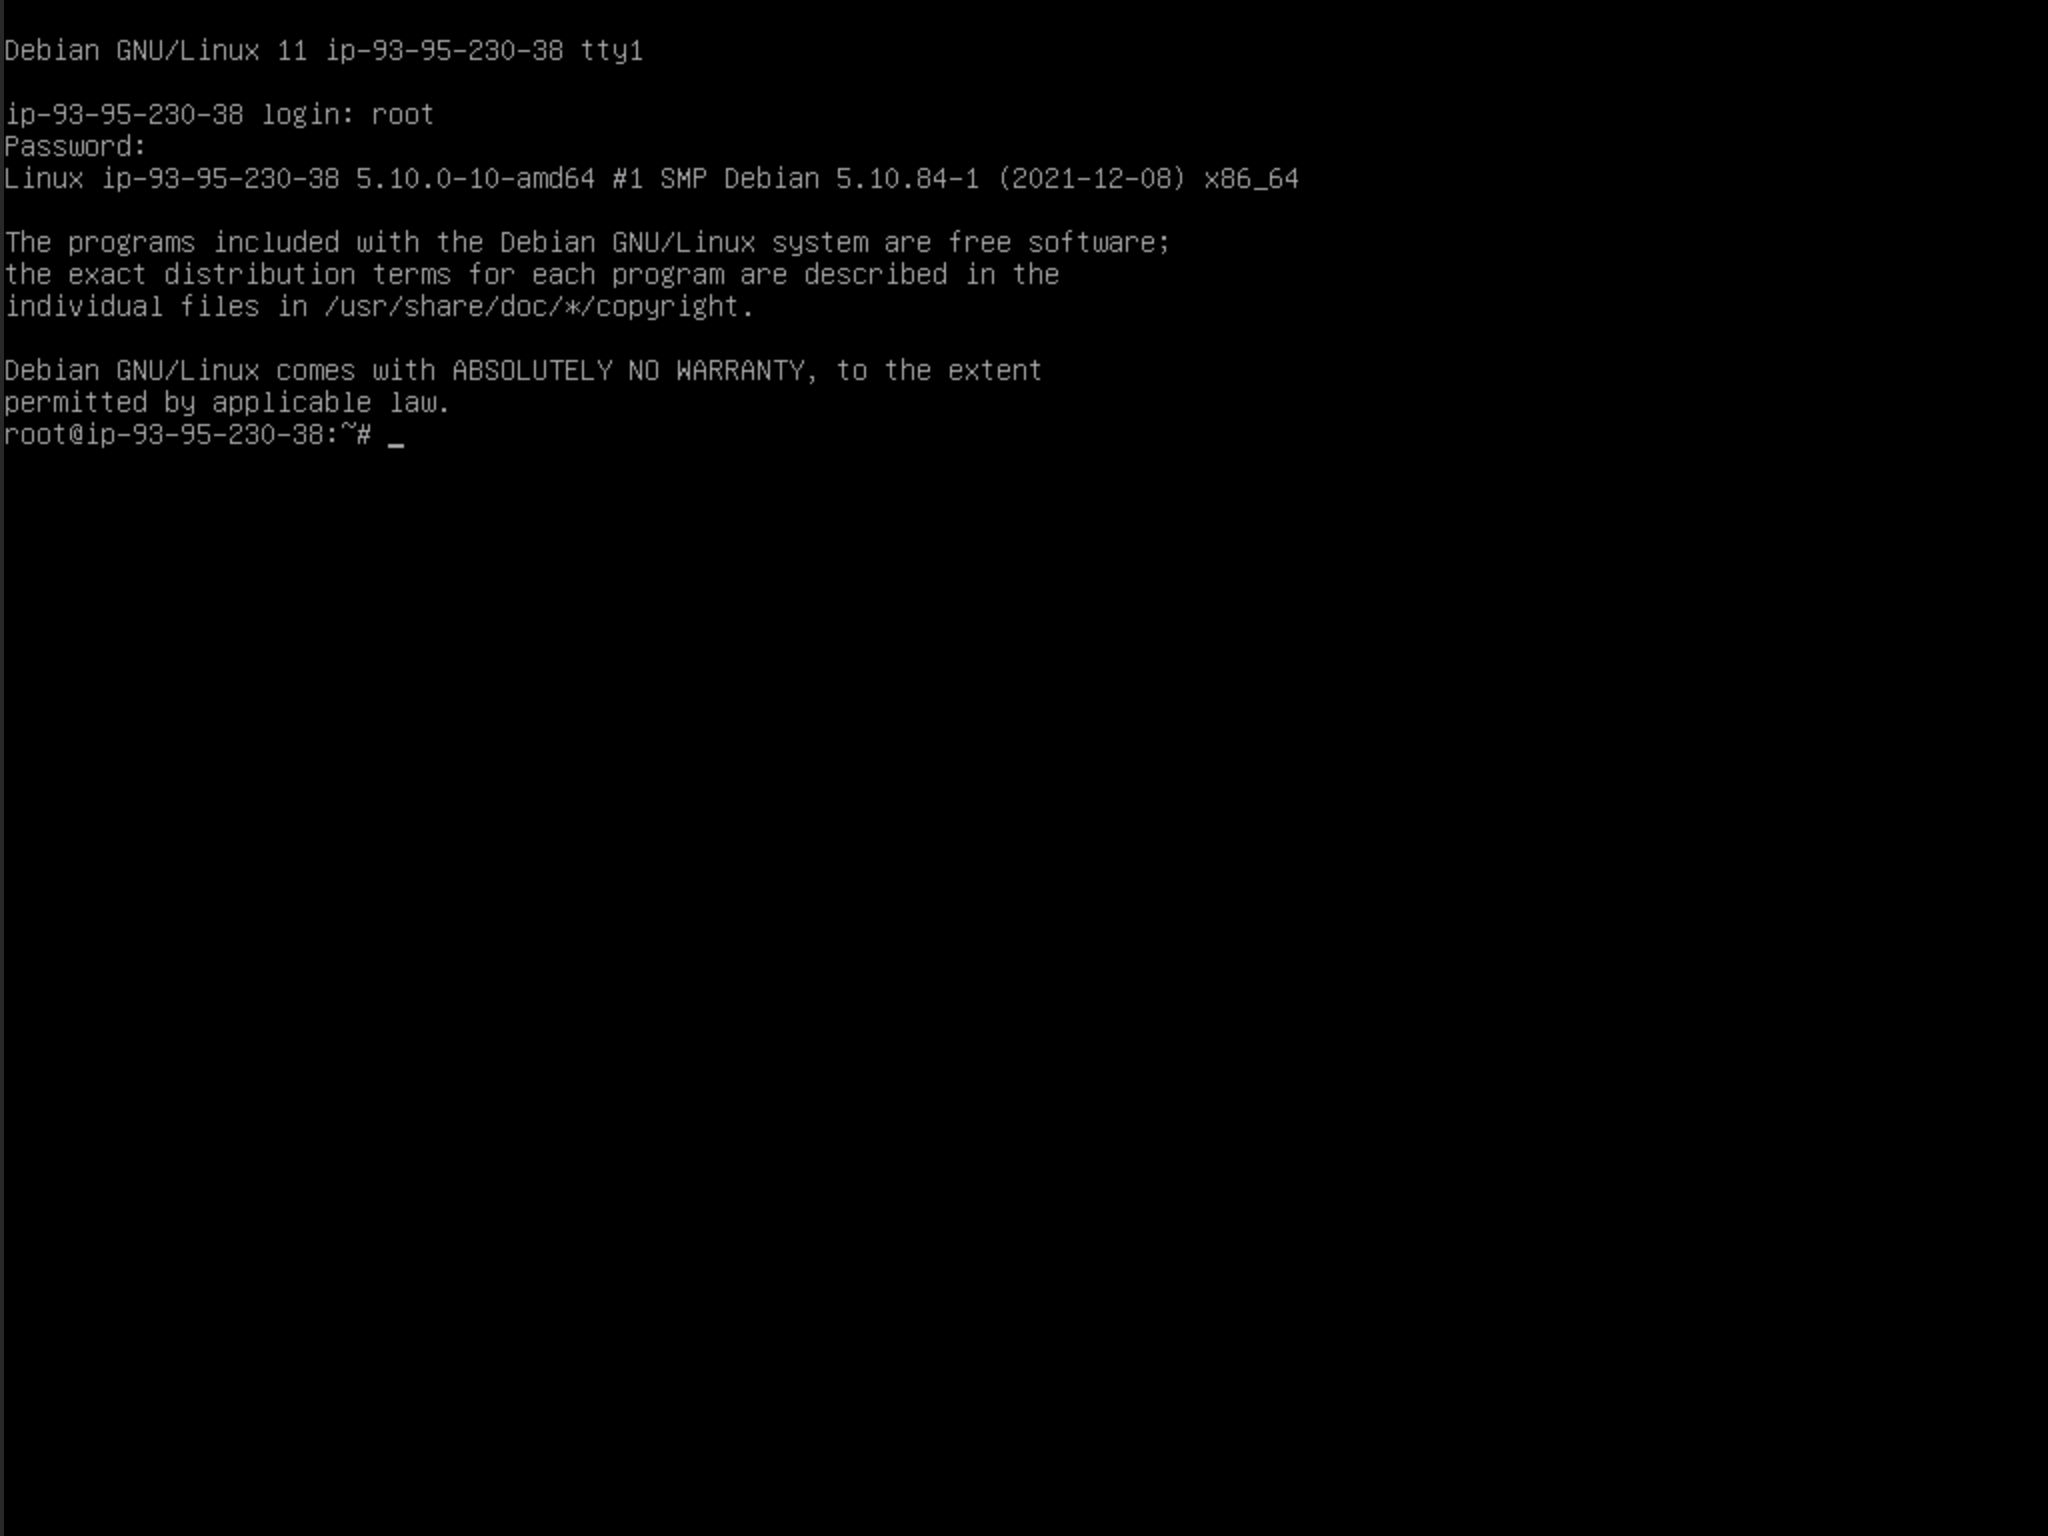 Debian GNU/Linux 11 ip-93-95-230-38 tty1
ip-93-95-230-38 login: root
Password:
Linux ip-93-95-230-38 5.10.0-10-amd64 #1 SMP Debian 5.10.84-1 (2021-12-08) x86_64
The programs included with the Debian GNU/Linux system are free software;
the exact distribution terms for each program are described in the
individual files in /usr/share/doc/*/copyright.
Debian GNU/Linux comes with ABSOLUTELY NO WARRANTY, to the extent
permitted by applicable law.
root@ip-93-95-230-38:~# _